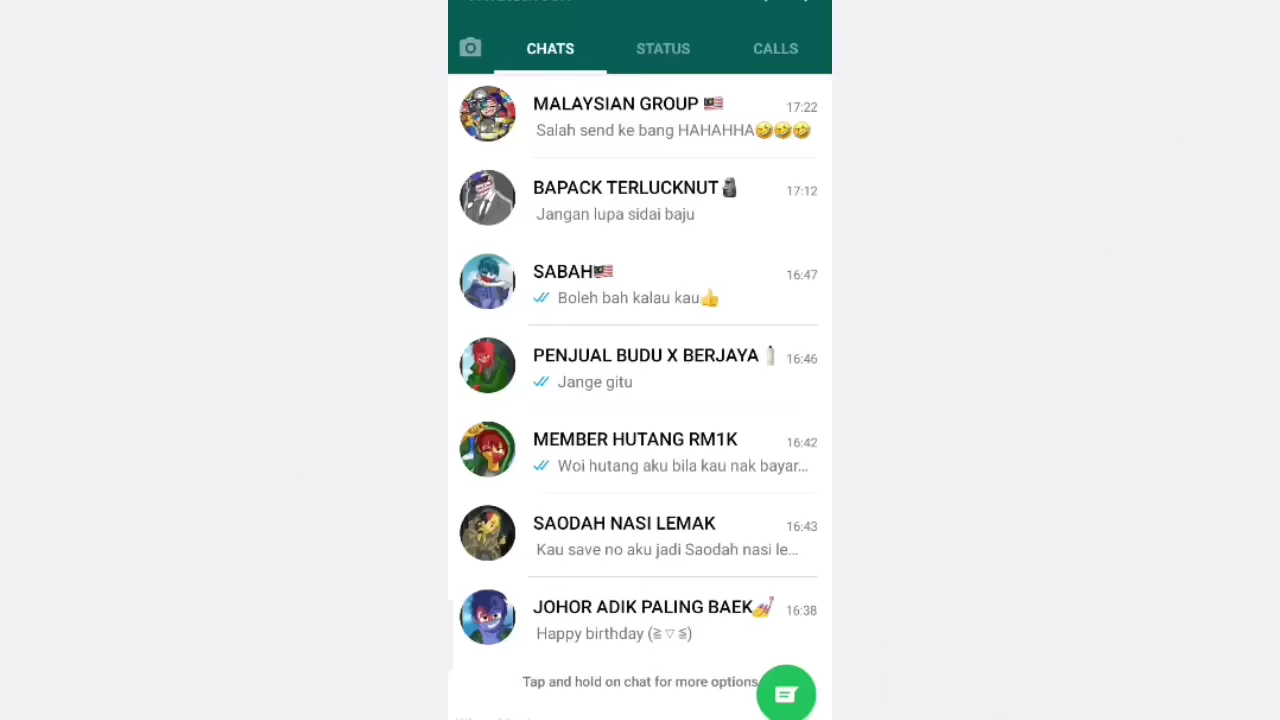 CHATS STATUS CALLS
MALAYSIAN GROUP 🇲🇾 17:22
Salah send ke bang HAHAHHA🤣🤣🤣
BAPACK TERLUCKNUT🗿 17:12
Jangan lupa sidai baju
SABAH🇲🇾 16:47
Boleh bah kalau kau👍
PENJUAL BUDU X BERJAYA 🧴 16:46
Jange gitu
MEMBER HUTANG RM1K 16:42
Woi hutang aku bila kau nak bayar...
SAODAH NASI LEMAK 16:43
Kau save no aku jadi Saodah nasi le...
JOHOR ADIK PALING BAEK💅 16:38
Happy birthday (≧▽≦)
Tap and hold on chat for more options